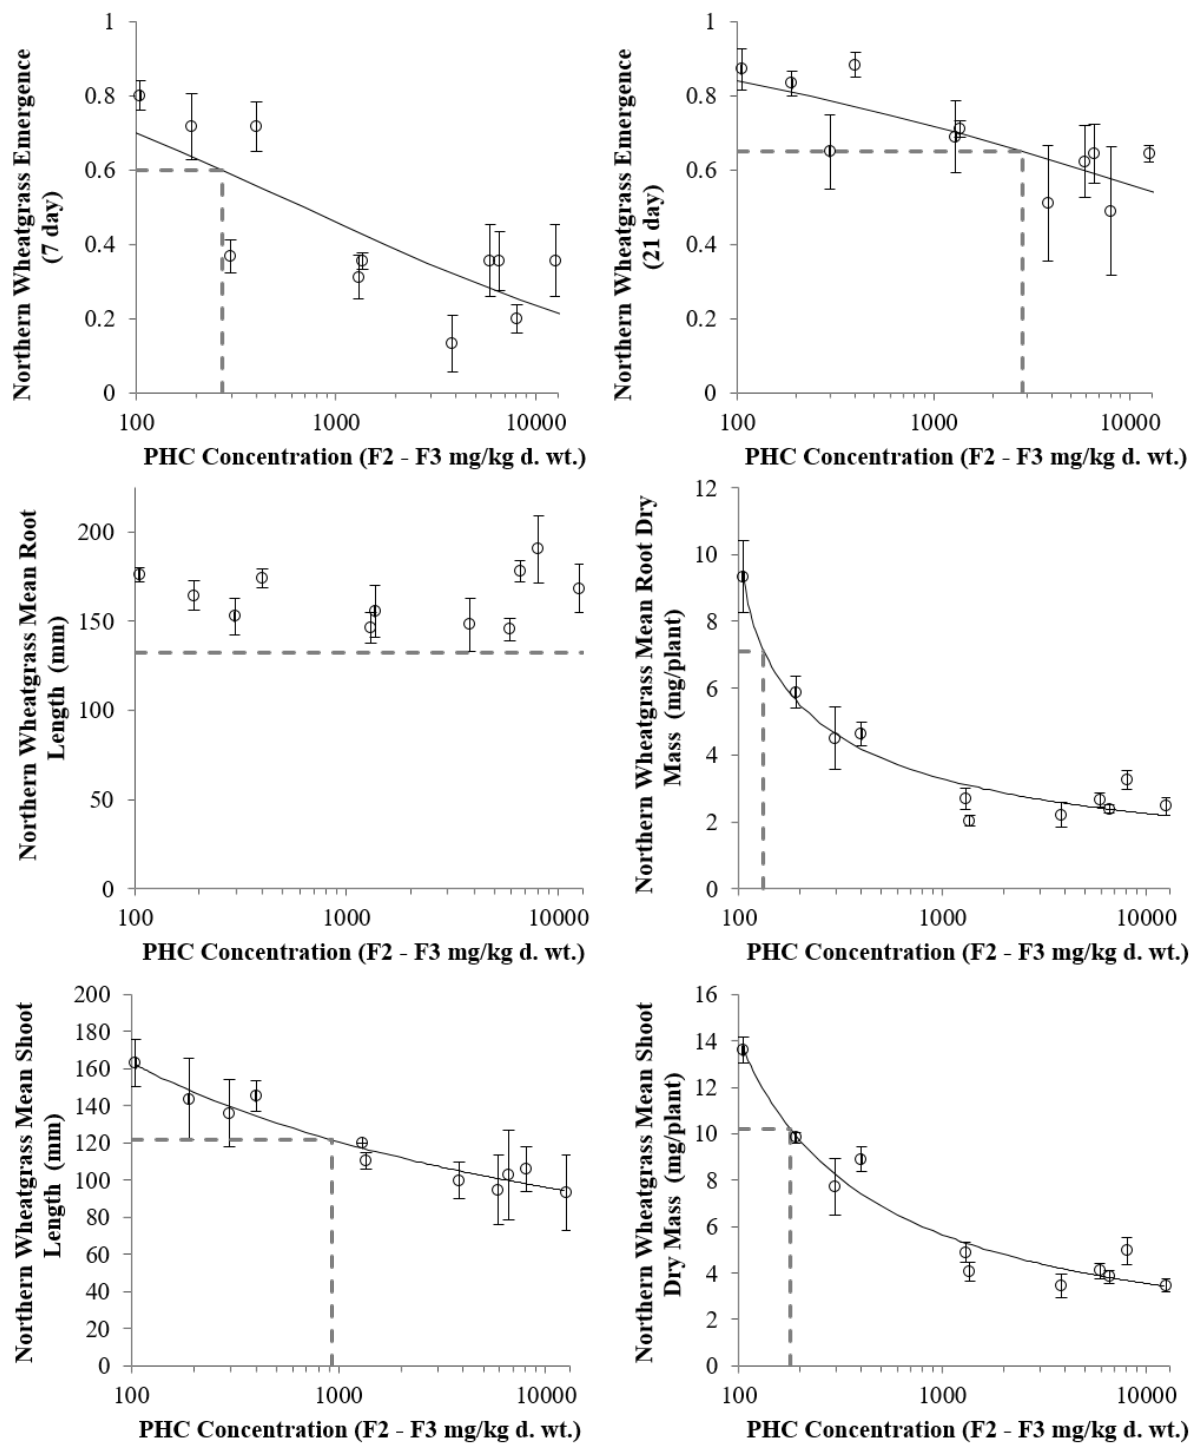 Northern Wheatgrass Emergence
(7 day)
1
0.8
0.6
0.4
0.2
0
100 1000 10000
PHC Concentration (F2 - F3 mg/kg d. wt.)
Northern Wheatgrass Emergence
(21 day)
1
0.8
0.6
0.4
0.2
0
100 1000 10000
PHC Concentration (F2 - F3 mg/kg d. wt.)
Northern Wheatgrass Mean Root
Length (mm)
200
150
100
50
0
100 1000 10000
PHC Concentration (F2 - F3 mg/kg d. wt.)
Northern Wheatgrass Mean Root Dry
Mass (mg/plant)
12
10
8
6
4
2
0
100 1000 10000
PHC Concentration (F2 - F3 mg/kg d. wt.)
Northern Wheatgrass Mean Shoot
Length (mm)
200
180
160
140
120
100
80
60
40
20
0
100 1000 10000
PHC Concentration (F2 - F3 mg/kg d. wt.)
Northern Wheatgrass Mean Shoot
Dry Mass (mg/plant)
16
14
12
10
8
6
4
2
0
100 1000 10000
PHC Concentration (F2 - F3 mg/kg d. wt.)